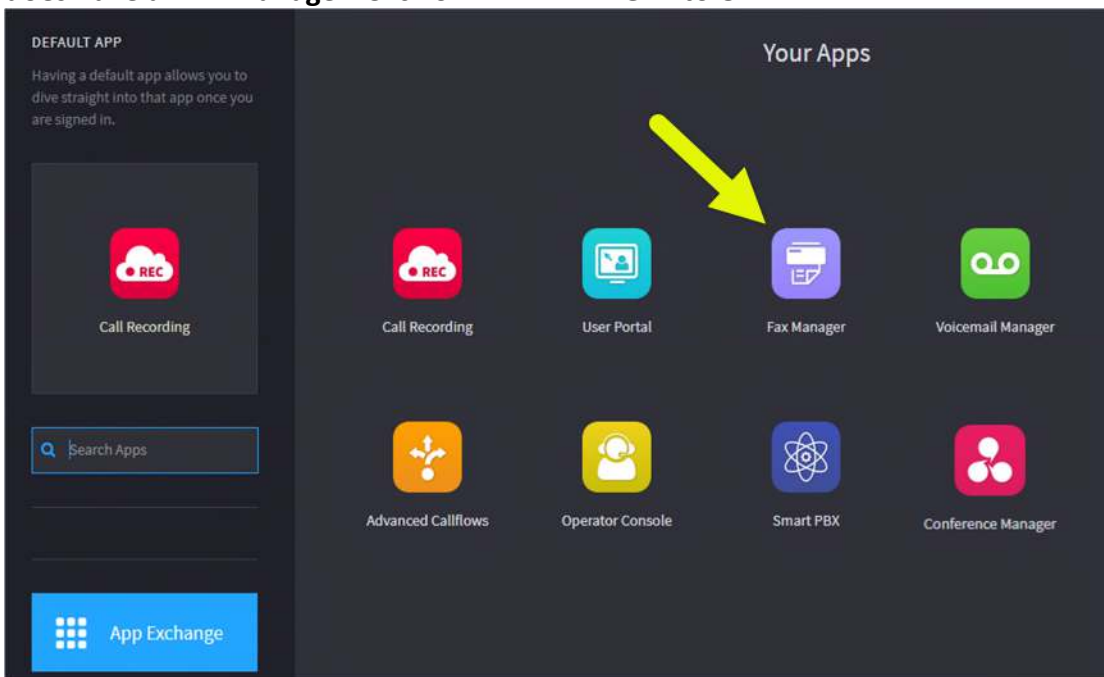 DEFAULT APP
Having a default app allows you to
dive straight into that app once you
are signed in.
REC
Call Recording
Search Apps
App Exchange
Your Apps
REC
Call Recording
User Portal
Fax Manager
Voicemail Manager
Advanced Callflows
Operator Console
Smart PBX
Conference Manager